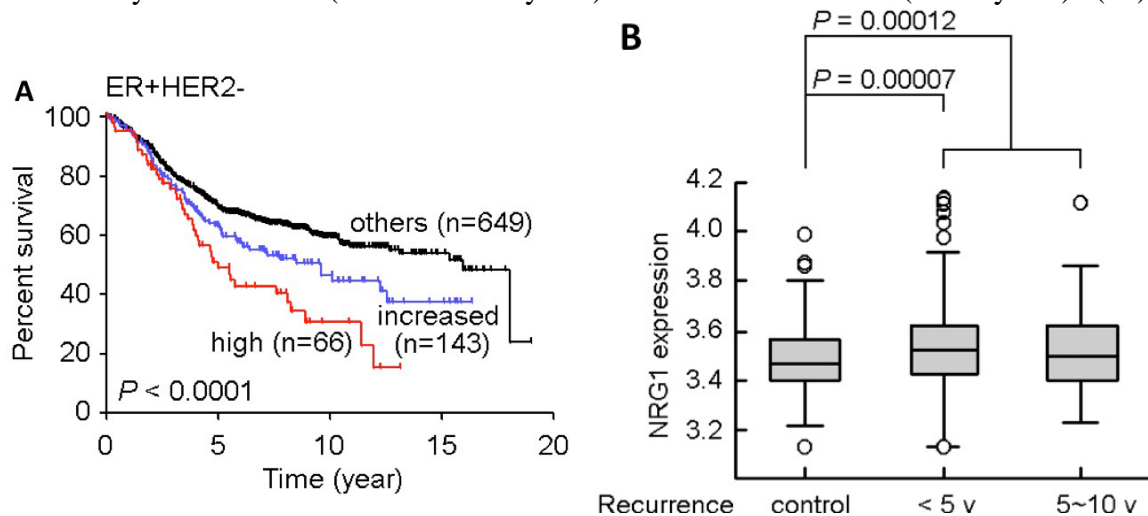 A
ER+HER2-
100
80
60
40
20
0
Percent survival
others (n=649)
increased
(n=143)
high (n=66)
P < 0.0001
0 5 10 15 20
Time (year)
B
P = 0.00012
P = 0.00007
4.2
4.0
3.8
3.6
3.4
3.2
NRG1 expression
Recurrence control < 5 y 5~10 y